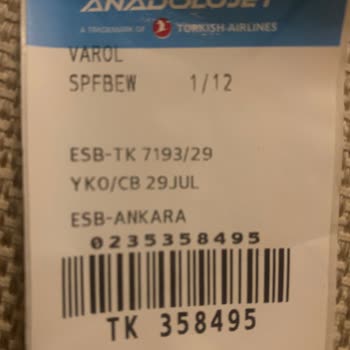 ANADOLUJET
A TRADEMARK OF TURKISH AIRLINES
VAROL
SPFBEW 1/12
ESB-TK 7193/29
YKO/CB 29JUL
ESB-ANKARA
0235358495
TK 358495